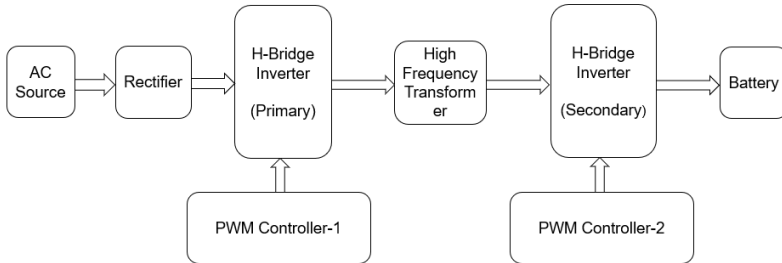 AC
Source
Rectifier
H-Bridge
Inverter
(Primary)
High
Frequency
Transform
er
H-Bridge
Inverter
(Secondary)
Battery
PWM Controller-1
PWM Controller-2